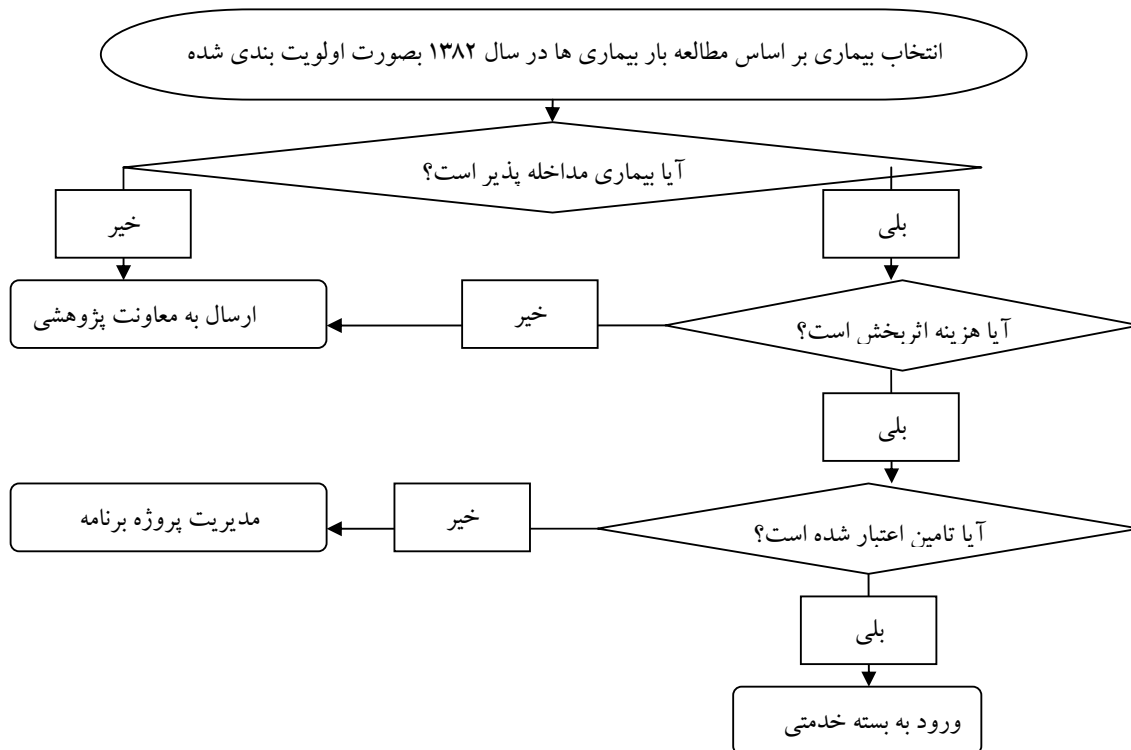 انتخاب بیماری بر اساس مطالعه بار بیماری ها در سال ۱۳۸۲ بصورت اولویت بندی شده
آیا بیماری مداخله پذیر است؟
خیر
بلی
ارسال به معاونت پژوهشی
خیر
آیا هزینه اثربخش است؟
بلی
مدیریت پروژه برنامه
خیر
آیا تامین اعتبار شده است؟
بلی
ورود به بسته خدمتی